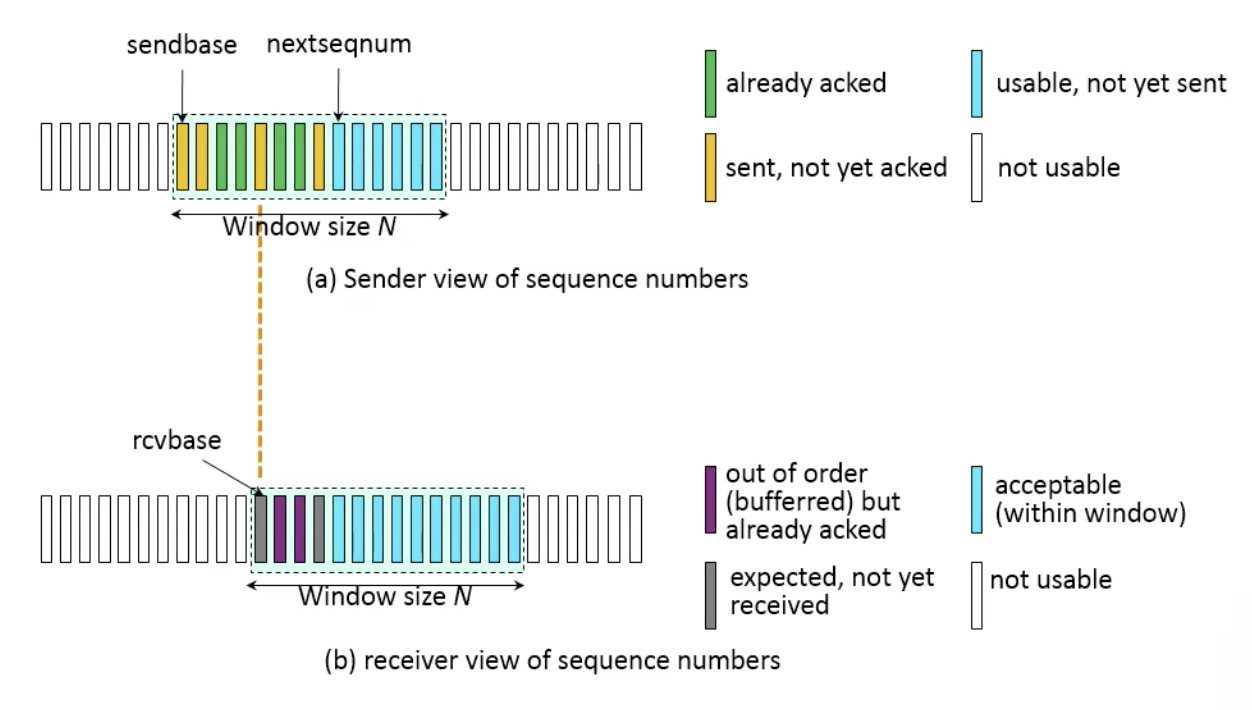 sendbase
nextseqnum
already acked
usable, not yet sent
sent, not yet acked
not usable
Window size N
(a) Sender view of sequence numbers
rcvbase
out of order
(bufferred) but
already acked
acceptable
(within window)
expected, not yet
received
not usable
Window size N
(b) receiver view of sequence numbers